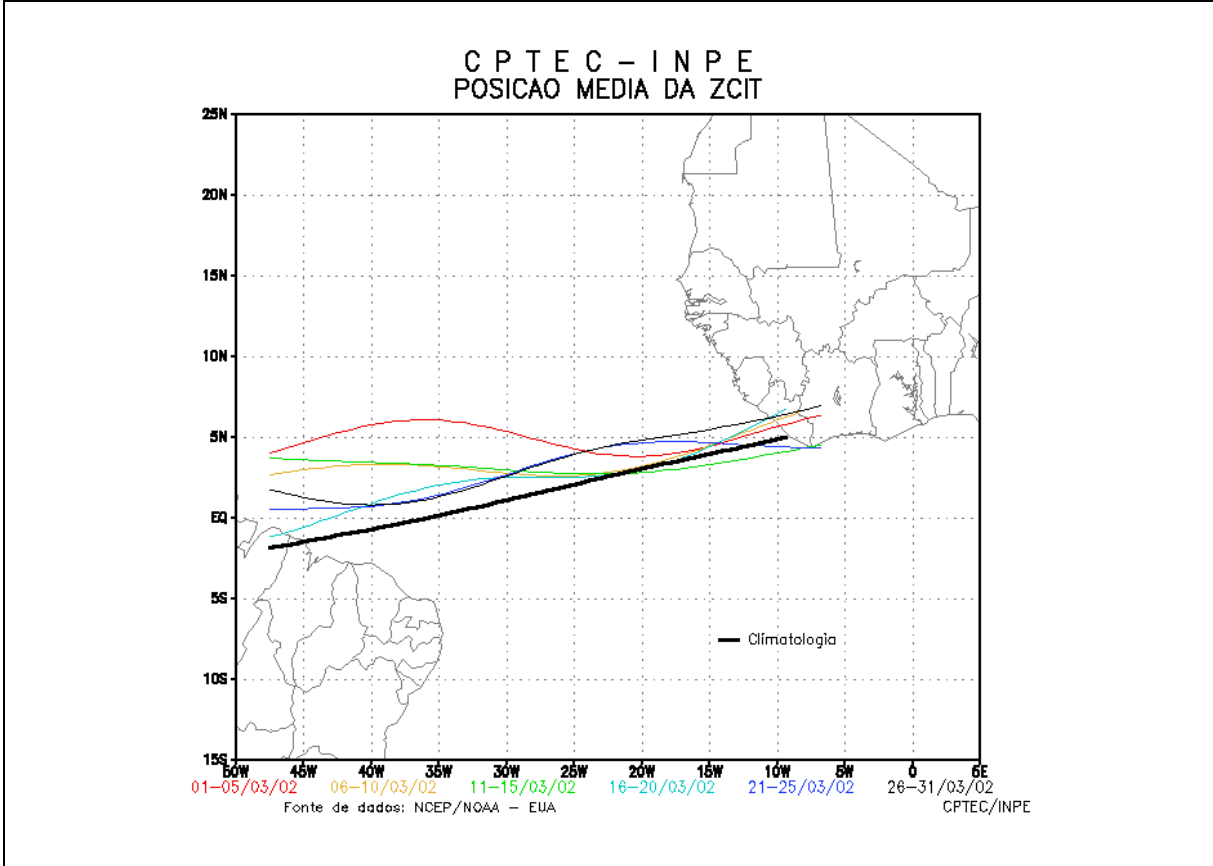 C P T E C – I N P E
POSICAO MEDIA DA ZCIT
25N
20N
15N
10N
5N
EQ
5S
10S
15S
Climatologia
50W 45W 40W 35W 30W 25W 20W 15W 10W 5W 0 5E
01–05/03/02 06–10/03/02 11–15/03/02 16–20/03/02 21–25/03/02 26–31/03/02
Fonte de dados: NCEP/NOAA – EUA CPTEC/INPE